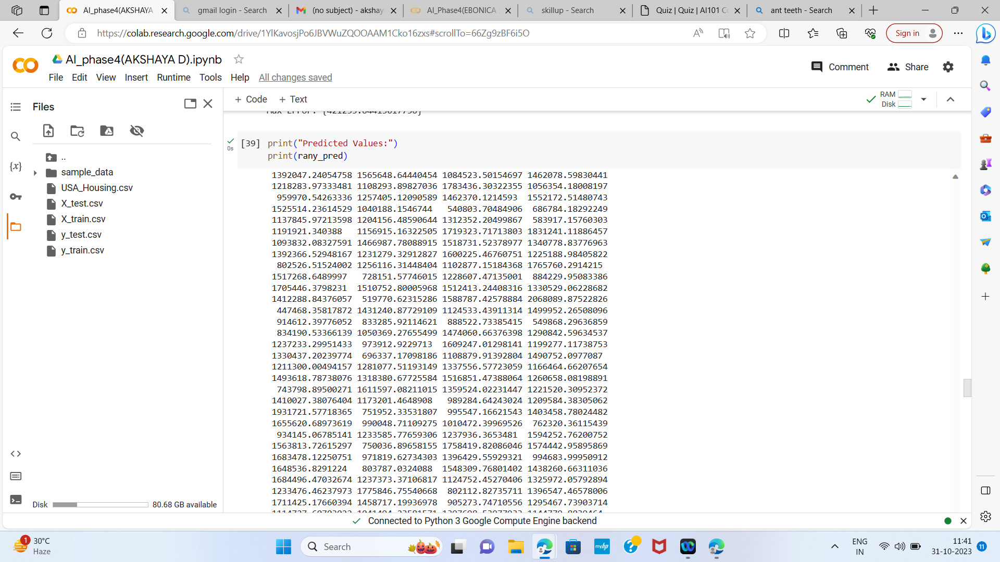 AI_phase4(AKSHAYA
gmail login - Search
(no subject) - akshay
AI_Phase4(EBONICA
skillup - Search
Quiz | Quiz | AI101 C
ant teeth - Search
https://colab.research.google.com/drive/1YlKavosjPo6JBVWuZQOOAAM1Cko16zxs#scrollTo=66Zg9zBF6i5O
Sign in
AI_phase4(AKSHAYA D).ipynb
File Edit View Insert Runtime Tools Help All changes saved
Comment
Share
Files
+ Code + Text
RAM
Disk
..
sample_data
USA_Housing.csv
X_test.csv
X_train.csv
y_test.csv
y_train.csv
Disk 80.68 GB available
0s
[39] print("Predicted Values:")
print(rany_pred)
1392047.24054758 1565648.64440454 1084523.50154697 1462078.59830441
1218283.97333481 1108293.89827036 1783436.30322355 1056354.18008197
959970.54263336 1257405.12090589 1462370.1214593 1552172.51480743
1525514.23614529 1040188.1546744 540803.70484906 686784.18292249
1137845.97213598 1204156.48590644 1312352.20499867 583917.15760303
1191921.340388 1156915.16322505 1719323.71713803 1831241.11886457
1093832.08327591 1466987.78088915 1518731.52378977 1340778.83776963
1392366.52948167 1231279.32912827 1600225.46760751 1225188.98405822
802526.51524002 1256116.31448404 1102877.15184368 1765760.2914215
1517268.6489997 728151.57746015 1228607.47135001 884229.95083386
1705446.3798231 1510752.80005968 1512413.24408316 1330529.06228682
1412288.84376057 519770.62315286 1588787.42578884 2068089.87522826
447468.35817872 1431240.87729109 1124533.43911314 1499952.26508096
914612.39776052 833285.92114621 888522.73385415 549868.29636859
834190.53366139 1050369.27655499 1474060.66376398 1290842.59634537
1237233.29951433 973912.9229713 1609247.01298141 1199277.11738753
1330437.20239774 696337.17098186 1108879.91392804 1490752.0977087
1211300.00494157 1281077.51193149 1337556.57723059 1166464.66207654
1493618.78738076 1318380.67725584 1516851.47388064 1260658.08198891
743798.89500271 1611597.08211015 1359524.02231447 1221520.30952372
1410027.38076404 1173201.4648908 989284.64243024 1209584.38305062
1931721.57718365 751952.33531807 995547.16621543 1403458.78024482
1655620.68973619 990048.71109275 1010472.39969526 762320.36115439
934145.06785141 1233585.77659306 1237936.3653481 1594252.76200752
1563813.72615297 750036.89658155 1758419.82086046 1574442.95895869
1683478.12250751 971819.62734303 1396429.55929321 994683.99950912
1648536.8291224 803787.0324088 1548309.76801402 1438260.66311036
1684496.47032674 1237373.37106817 1124752.45270406 1325972.05792894
1233476.46237973 1775846.75540668 802112.82735711 1396547.46578006
1711425.17660394 1458717.19936978 905273.74710556 1295467.73903714
Connected to Python 3 Google Compute Engine backend
1
30°C
Haze
Search
myhp
ENG
IN
11:41
31-10-2023
11